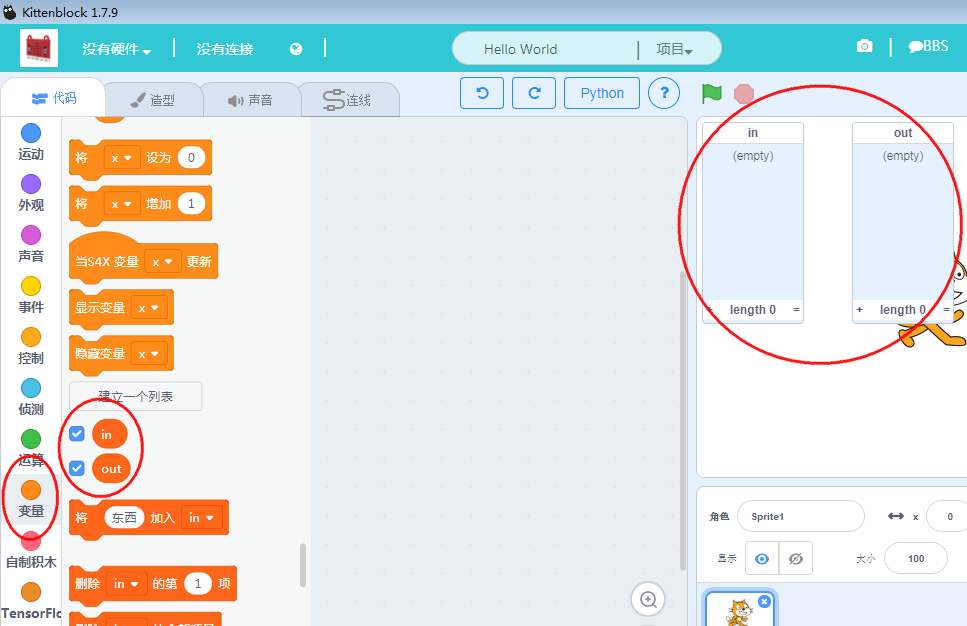 Kittenblock 1.7.9
没有硬件
没有连接
Hello World
项目
BBS
代码
造型
声音
连线
Python
?
运动
外观
声音
事件
控制
侦测
运算
变量
自制积木
TensorFlo
将 x 设为 0
将 x 增加 1
当S4X 变量 x 更新
显示变量 x
隐藏变量 x
建立一个列表
in
out
将 东西 加入 in
删除 in 的第 1 项
in
(empty)
+ length 0 =
out
(empty)
+ length 0 =
角色 Sprite1 x 0
显示 大小 100